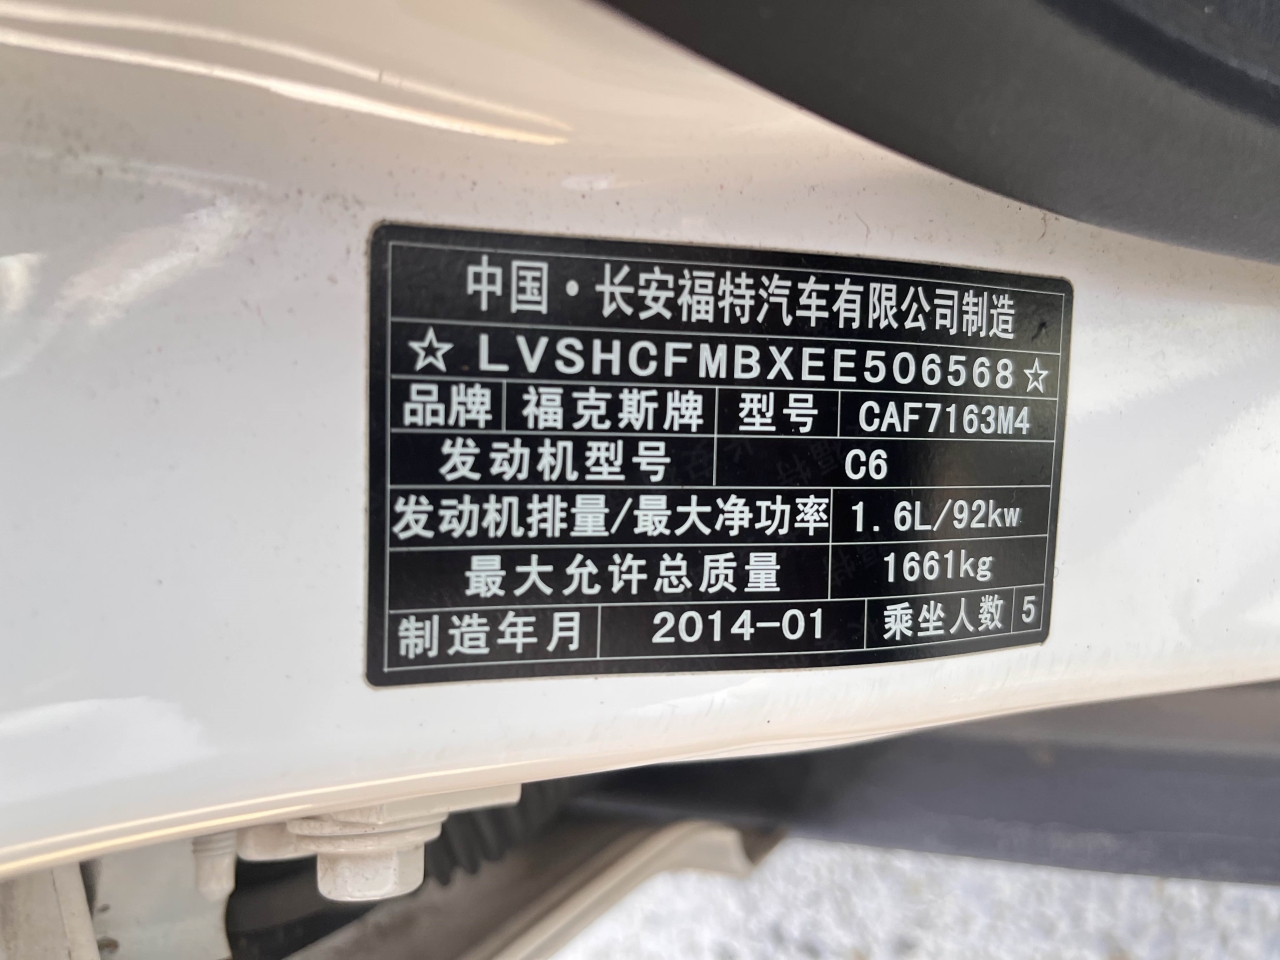 中国·长安福特汽车有限公司制造
☆LVSHCFMBXEE506568☆
品牌 福克斯牌 型号 CAF7163M4
发动机型号 C6
发动机排量/最大净功率 1.6L/92kw
最大允许总质量 1661kg
制造年月 2014-01 乘坐人数 5